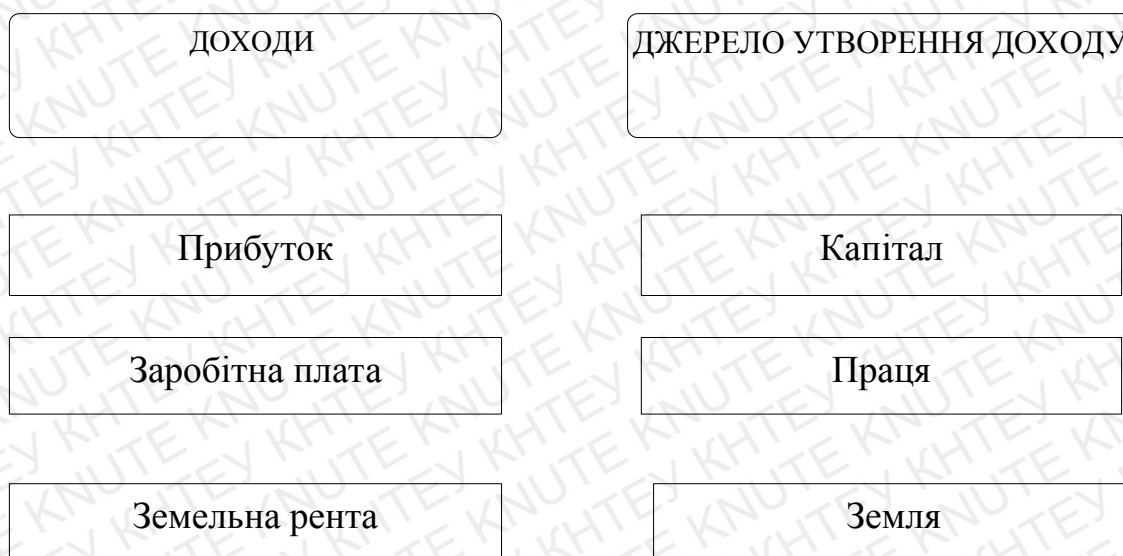 ДОХОДИ
ДЖЕРЕЛО УТВОРЕННЯ ДОХОДУ
Прибуток
Капітал
Заробітна плата
Праця
Земельна рента
Земля